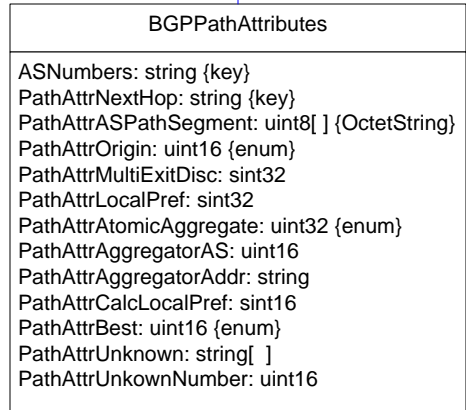 BGPPathAttributes
ASNumbers: string {key}
PathAttrNextHop: string {key}
PathAttrASPathSegment: uint8[ ] {OctetString}
PathAttrOrigin: uint16 {enum}
PathAttrMultiExitDisc: sint32
PathAttrLocalPref: sint32
PathAttrAtomicAggregate: uint32 {enum}
PathAttrAggregatorAS: uint16
PathAttrAggregatorAddr: string
PathAttrCalcLocalPref: sint16
PathAttrBest: uint16 {enum}
PathAttrUnknown: string[  ]
PathAttrUnkownNumber: uint16